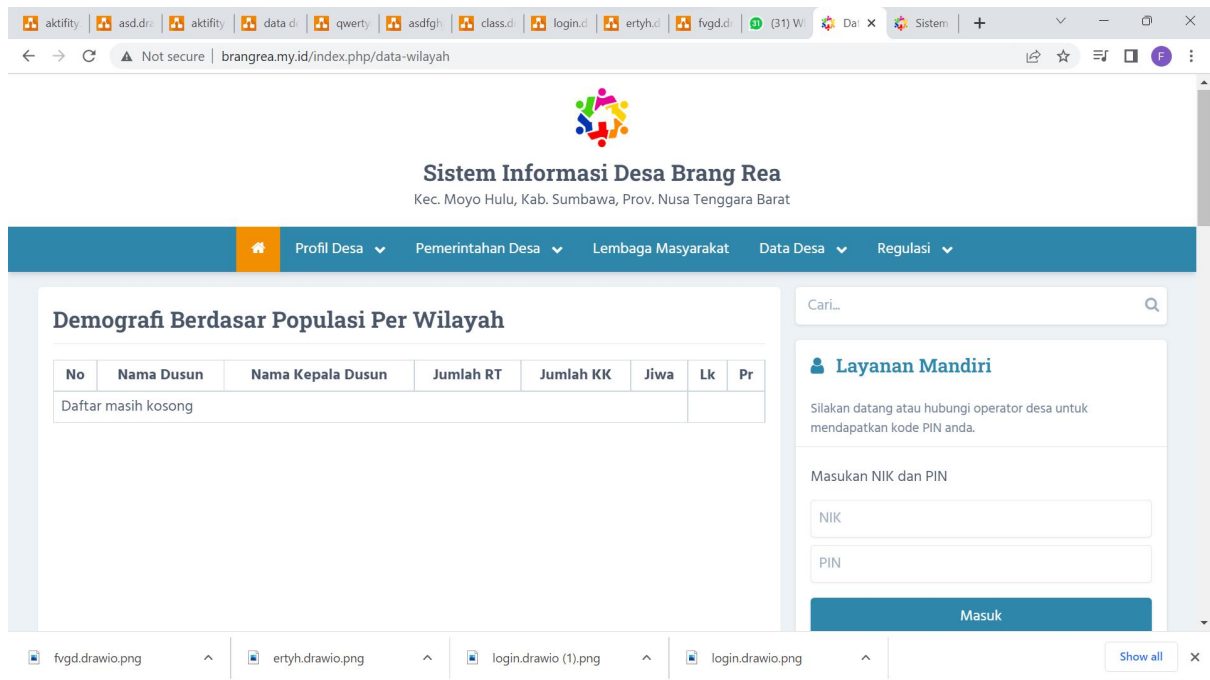 aktifity. asd.dra aktifity data de qwerty asdfgh class.d login.d ertyh.d fvgd.d (31) W Dat Sistem
Not secure brangrea.my.id/index.php/data-wilayah F
Sistem Informasi Desa Brang Rea
Kec. Moyo Hulu, Kab. Sumbawa, Prov. Nusa Tenggara Barat
Profil Desa Pemerintahan Desa Lembaga Masyarakat Data Desa Regulasi
Demografi Berdasar Populasi Per Wilayah
No Nama Dusun Nama Kepala Dusun Jumlah RT Jumlah KK Jiwa Lk Pr
Daftar masih kosong
Cari...
Layanan Mandiri
Silakan datang atau hubungi operator desa untuk
mendapatkan kode PIN anda.
Masukan NIK dan PIN
NIK
PIN
Masuk
fvgd.drawio.png ertyh.drawio.png login.drawio (1).png login.drawio.png Show all